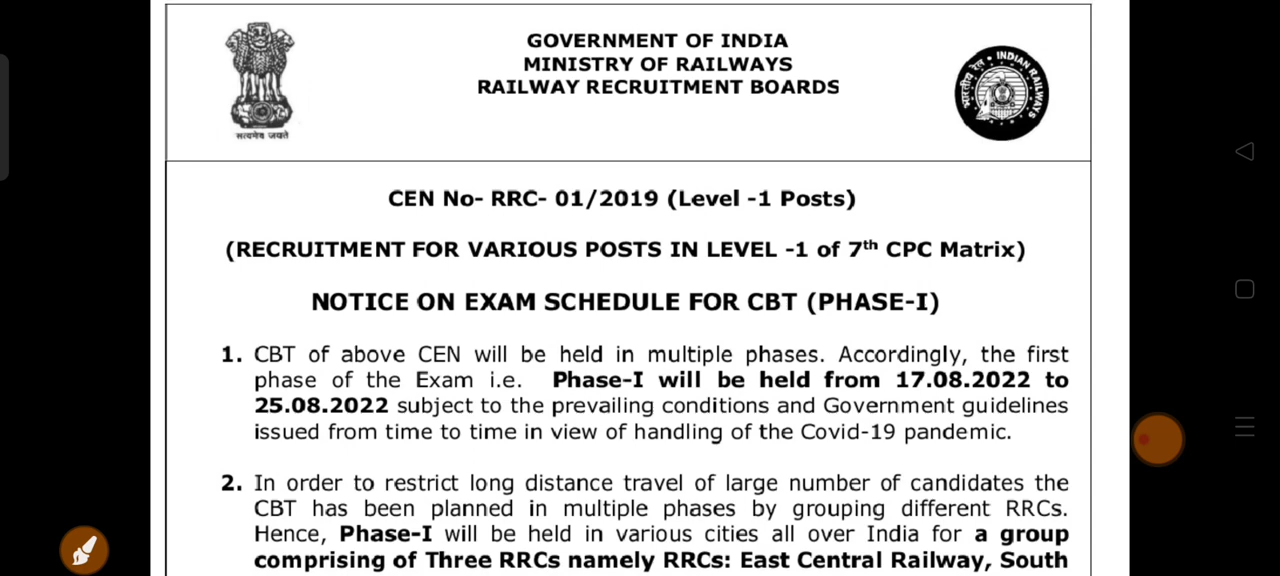 GOVERNMENT OF INDIA
MINISTRY OF RAILWAYS
RAILWAY RECRUITMENT BOARDS
सत्यमेव जयते
भारतीय रेल • INDIAN RAILWAYS
CEN No- RRC- 01/2019 (Level -1 Posts)
(RECRUITMENT FOR VARIOUS POSTS IN LEVEL -1 of 7th CPC Matrix)
NOTICE ON EXAM SCHEDULE FOR CBT (PHASE-I)
1. CBT of above CEN will be held in multiple phases. Accordingly, the first
phase of the Exam i.e. Phase-I will be held from 17.08.2022 to
25.08.2022 subject to the prevailing conditions and Government guidelines
issued from time to time in view of handling of the Covid-19 pandemic.
2. In order to restrict long distance travel of large number of candidates the
CBT has been planned in multiple phases by grouping different RRCs.
Hence, Phase-I will be held in various cities all over India for a group
comprising of Three RRCs namely RRCs: East Central Railway, South